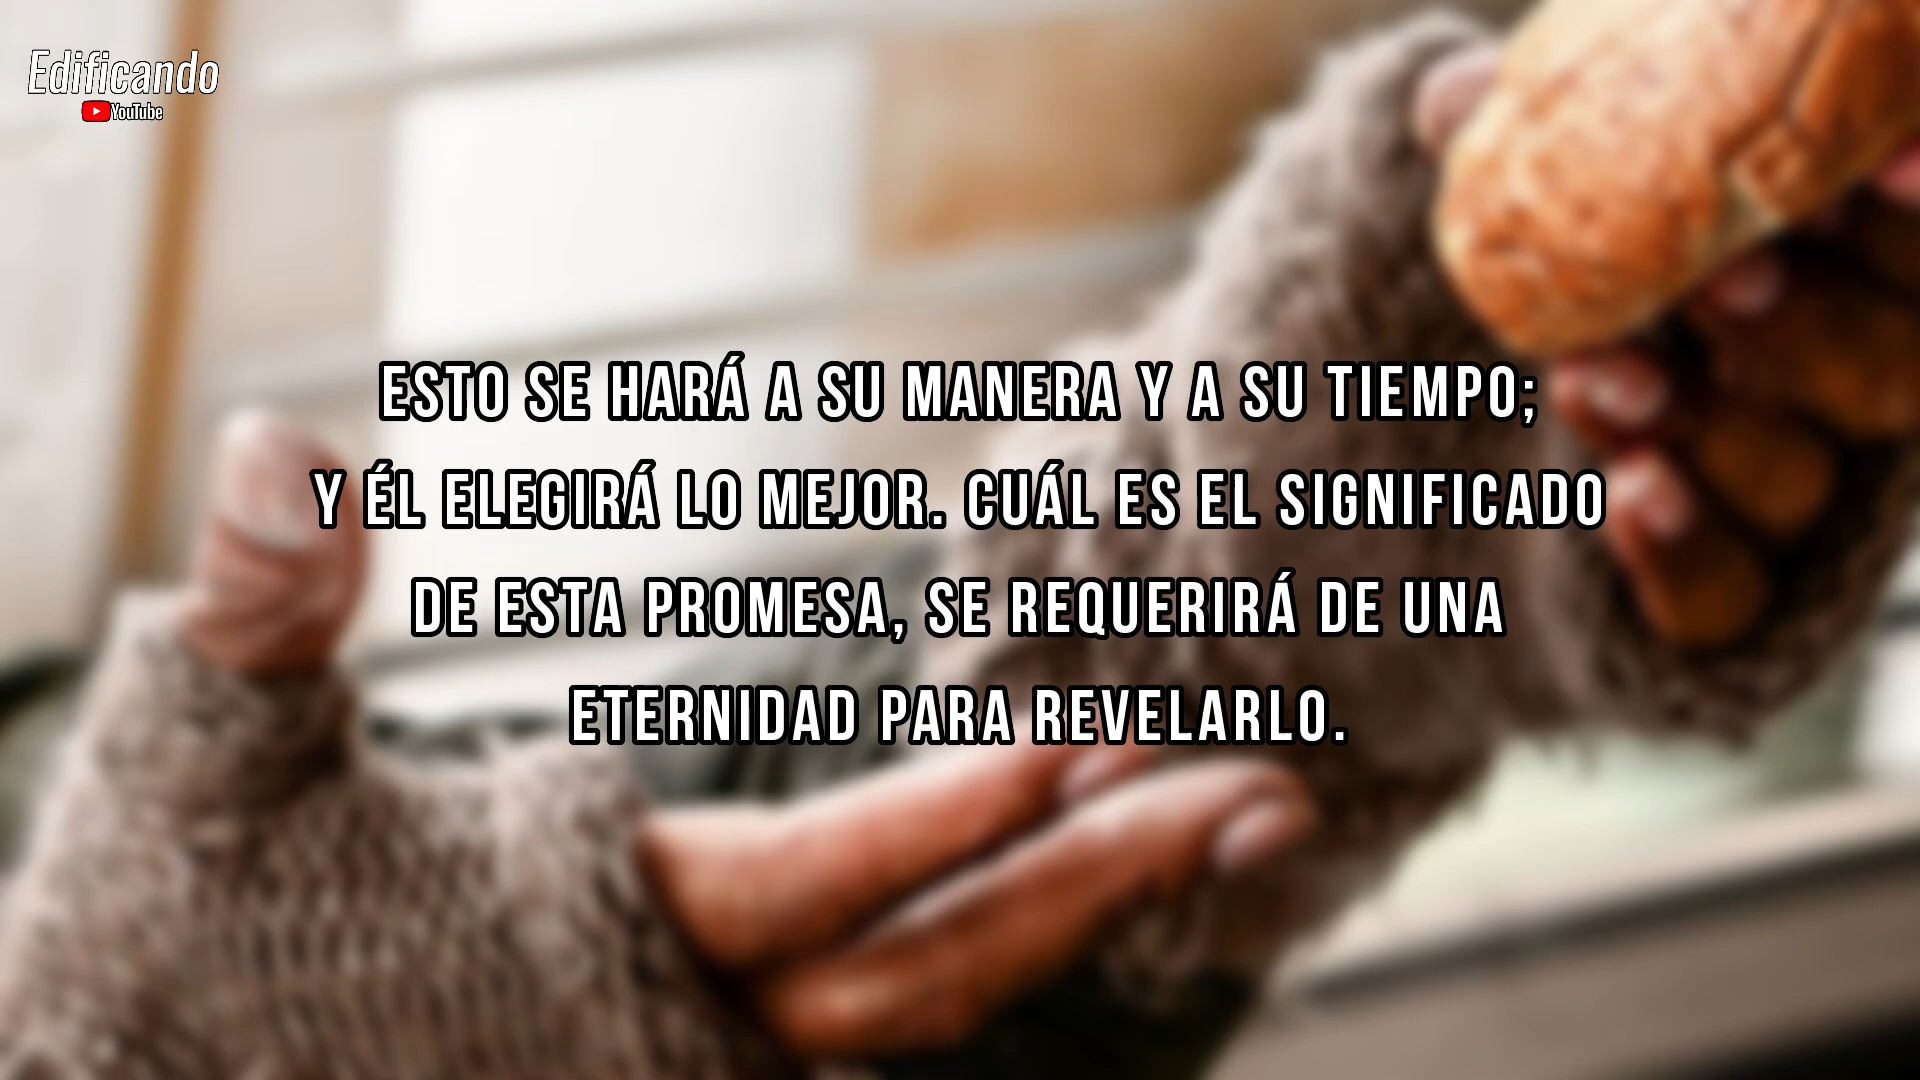 Edificando
YouTube
ESTO SE HARÁ A SU MANERA Y A SU TIEMPO;
Y ÉL ELEGIRÁ LO MEJOR. CUÁL ES EL SIGNIFICADO
DE ESTA PROMESA, SE REQUERIRÁ DE UNA
ETERNIDAD PARA REVELARLO.